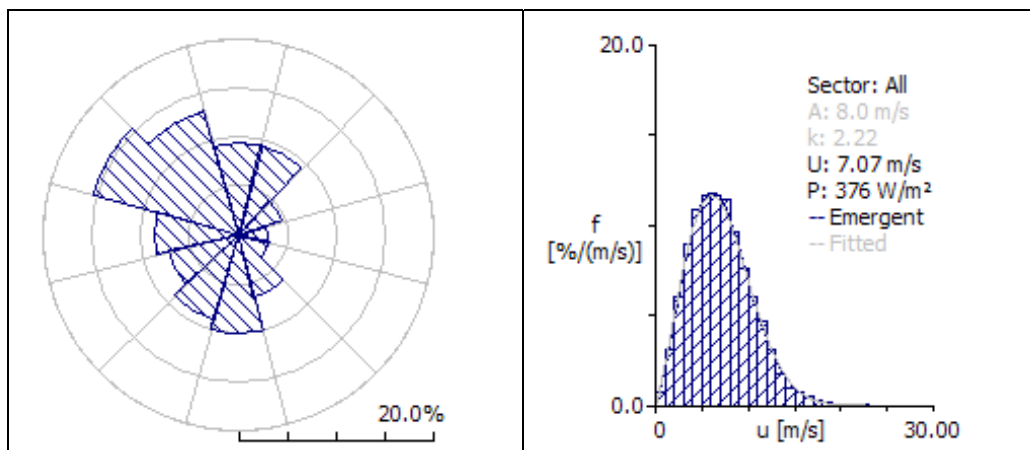 20.0%
20.0
Sector: All
A: 8.0 m/s
k: 2.22
U: 7.07 m/s
P: 376 W/m²
-- Emergent
-- Fitted
f
[%/(m/s)]
0.0
0 u [m/s] 30.00